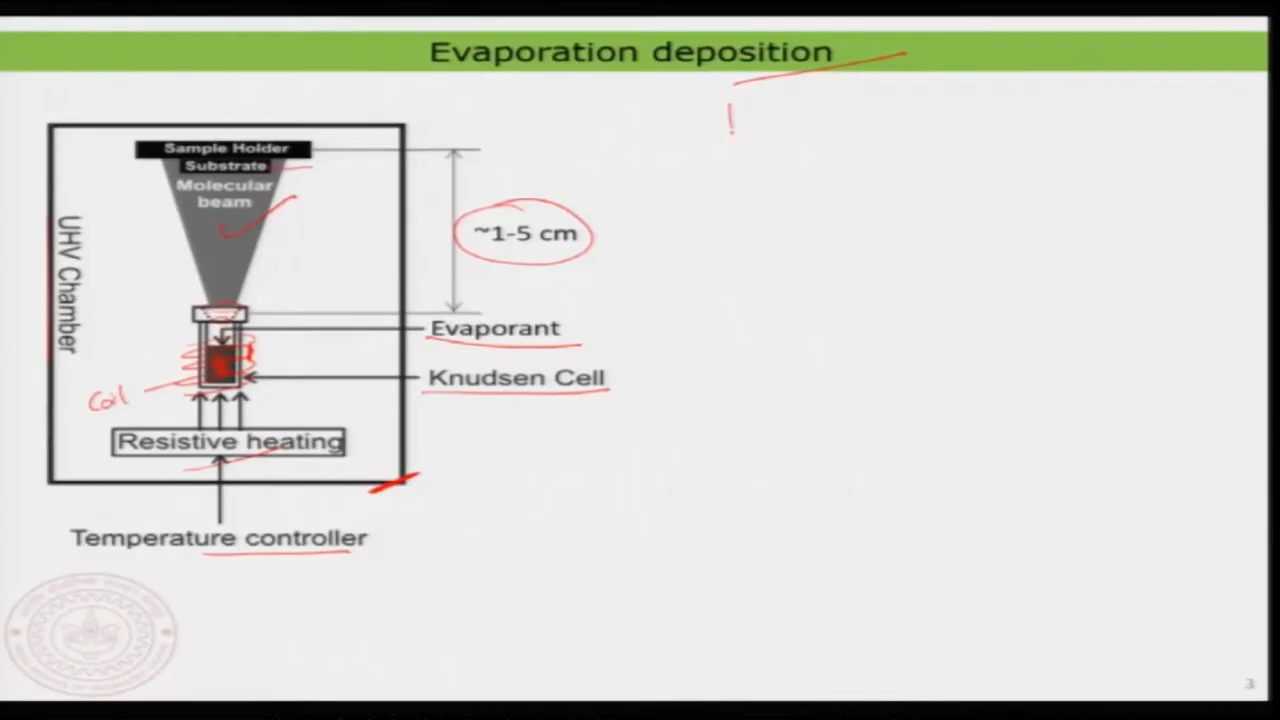 Evaporation deposition
Sample Holder
Substrate
Molecular
beam
~1-5 cm
UHV Chamber
Evaporant
Knudsen Cell
Coil
Resistive heating
Temperature controller
3